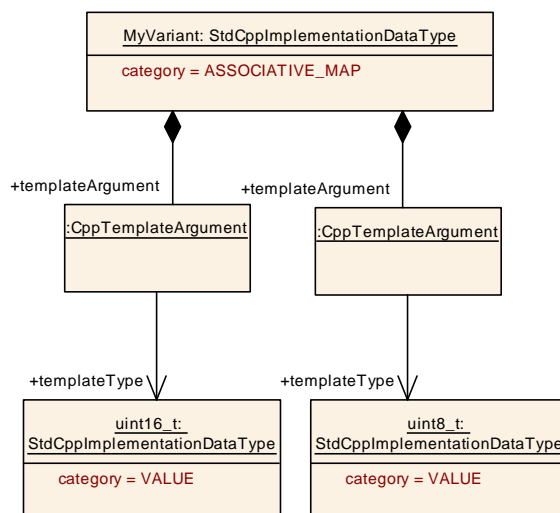 MyVariant: StdCppImplementationDataType
category = ASSOCIATIVE_MAP
+templateArgument
+templateArgument
:CppTemplateArgument
:CppTemplateArgument
+templateType
+templateType
uint16_t:
StdCppImplementationDataType
category = VALUE
uint8_t:
StdCppImplementationDataType
category = VALUE